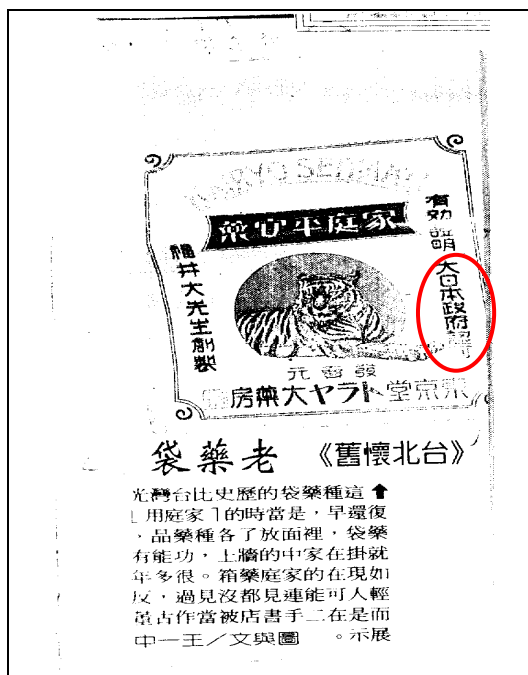 家庭平安藥
有効證明 大日本政府認可
福井大先生創製
發賣元
東京堂トラヤ大藥房
《台北懷舊》 老藥袋
⬆這種藥袋的歷史比台灣光
復還早,是當時的「家庭用」
藥袋,裡面放了各種藥品,
就掛在家中的牆上,功能有
如現在的家庭藥箱。很多年
輕人可能連見都沒見過,反
而是在二手書店被當作古董
展示。 圖與文/王一中